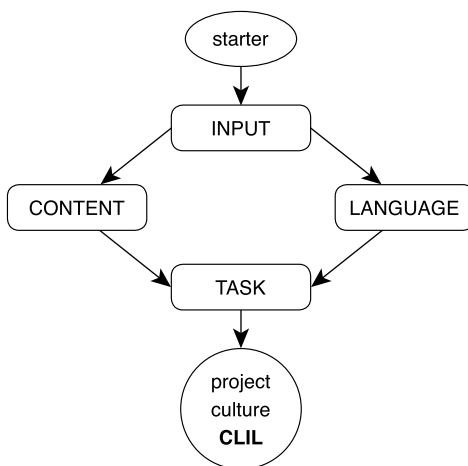 starter
INPUT
CONTENT
LANGUAGE
TASK
project
culture
CLIL